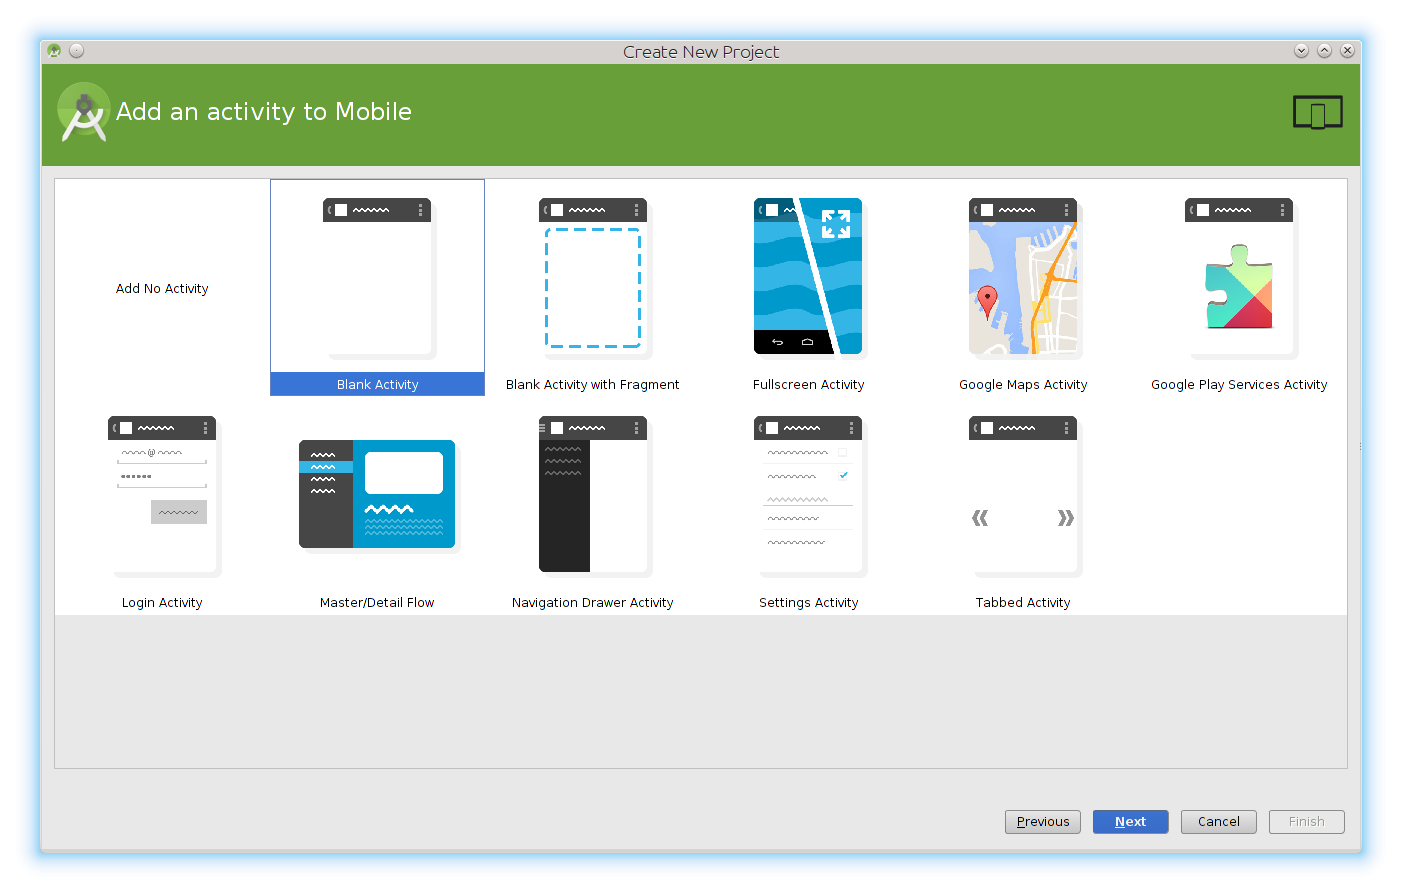 Create New Project
Add an activity to Mobile
Add No Activity
Blank Activity
Blank Activity with Fragment
Fullscreen Activity
Google Maps Activity
Google Play Services Activity
Login Activity
Master/Detail Flow
Navigation Drawer Activity
Settings Activity
Tabbed Activity
Previous
Next
Cancel
Finish